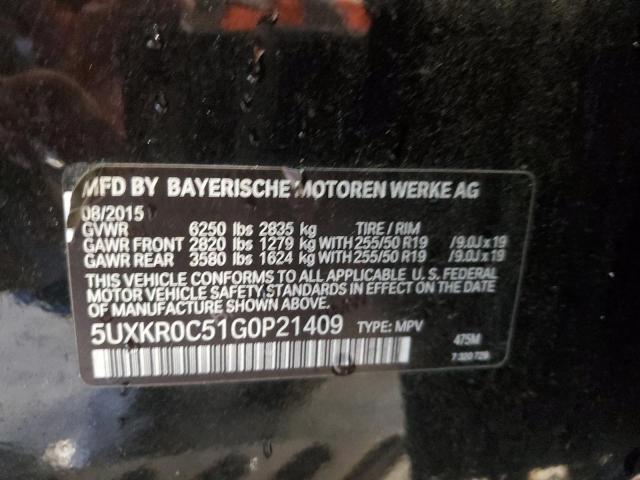 MFD BY BAYERISCHE MOTOREN WERKE AG
08/2015
GVWR 6250 lbs 2835 kg TIRE / RIM
GAWR FRONT 2820 lbs 1279 kg WITH 255/50 R19 /9.0J x 19
GAWR REAR 3580 lbs 1624 kg WITH 255/50 R19 /9.0J x 19
THIS VEHICLE CONFORMS TO ALL APPLICABLE U. S. FEDERAL
MOTOR VEHICLE SAFETY STANDARDS IN EFFECT ON THE DATE
OF MANUFACTURE SHOWN ABOVE.
5UXKR0C51G0P21409 TYPE: MPV 475M
7 320 726